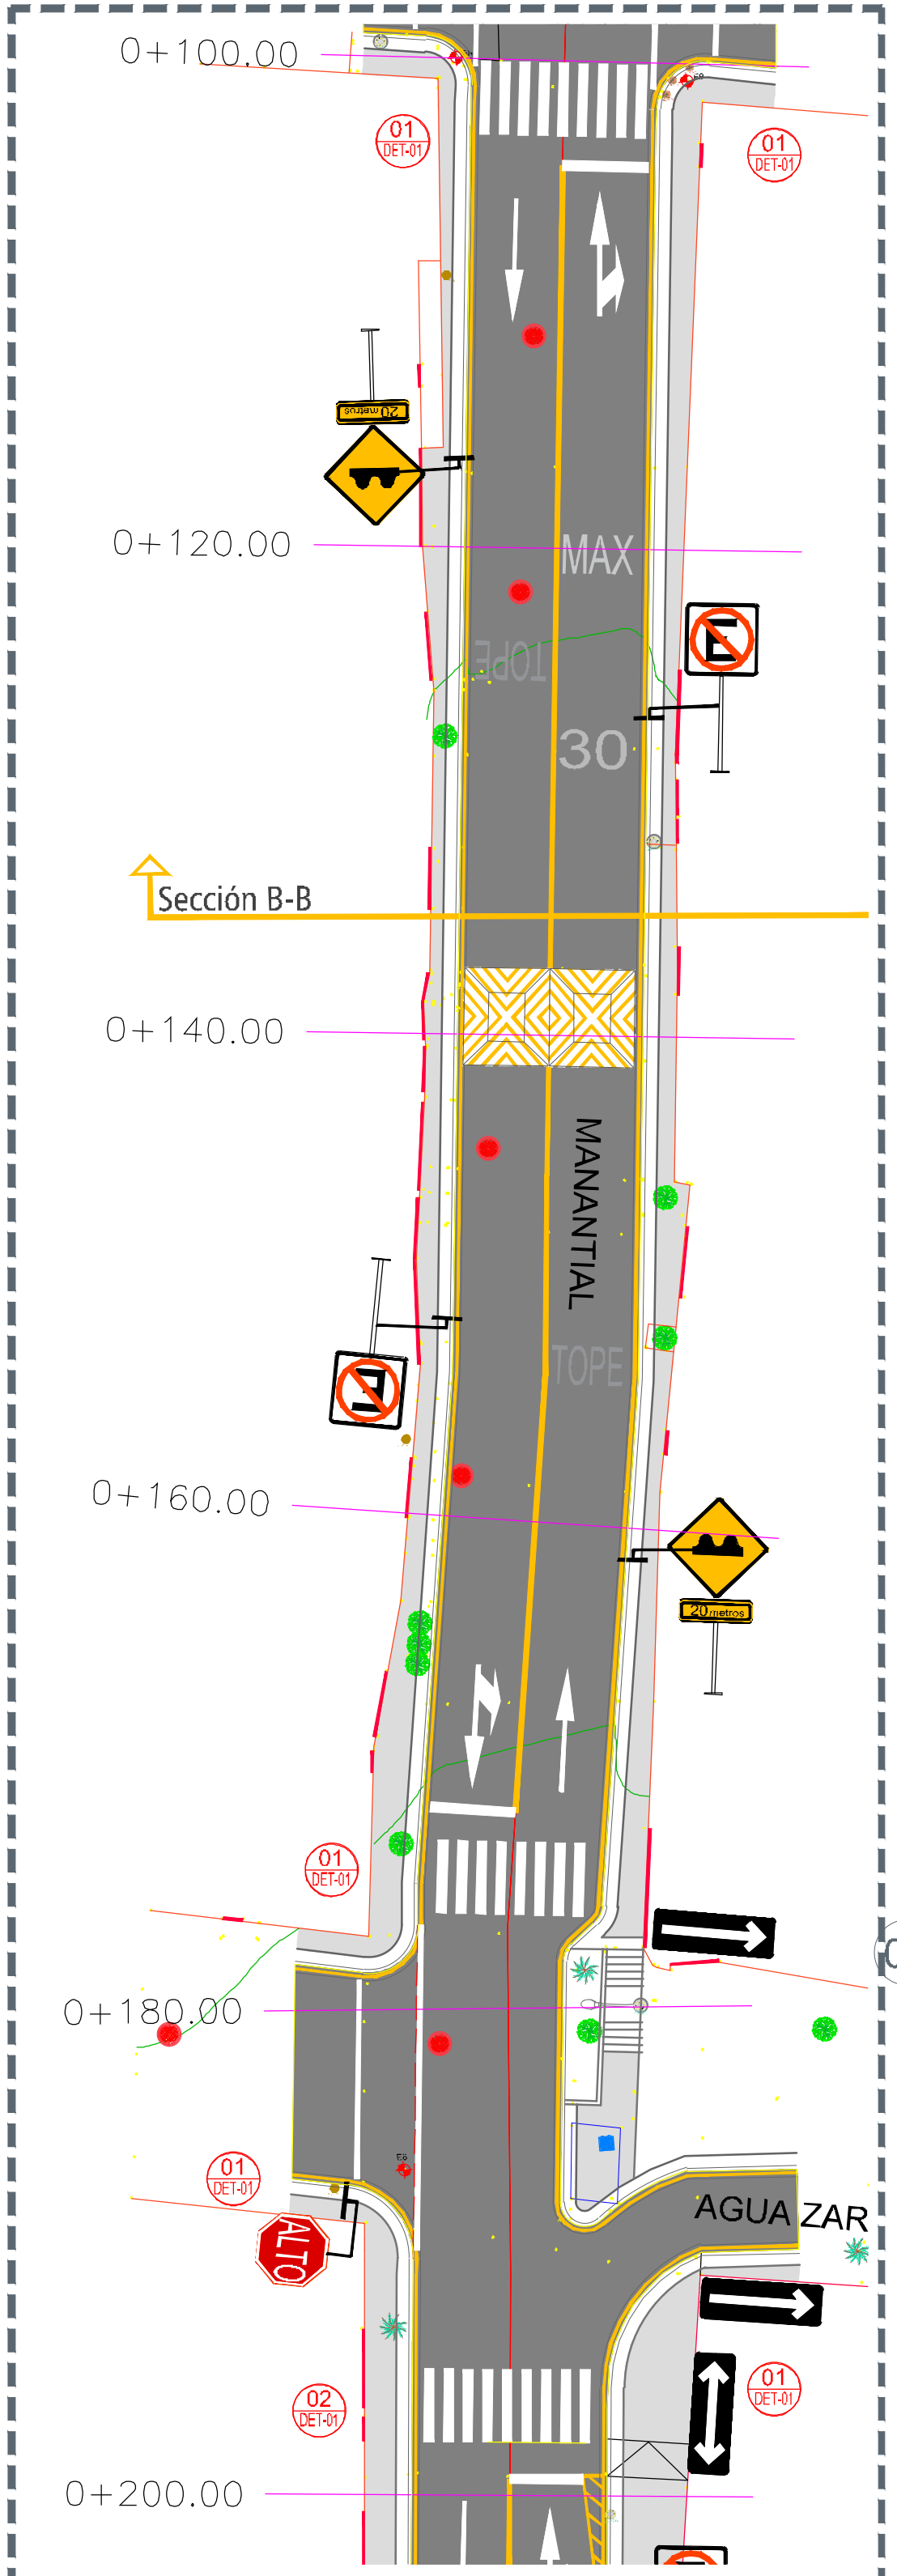 0+100.00
01
DET-01
01
DET-01
20 metros
0+120.00
MAX
TOPE
30
E
Sección B-B
0+140.00
MANANTIAL
TOPE
E
0+160.00
20 metros
01
DET-01
0+180.00
01
DET-01
AGUA ZAR
ALTO
02
DET-01
01
DET-01
0+200.00